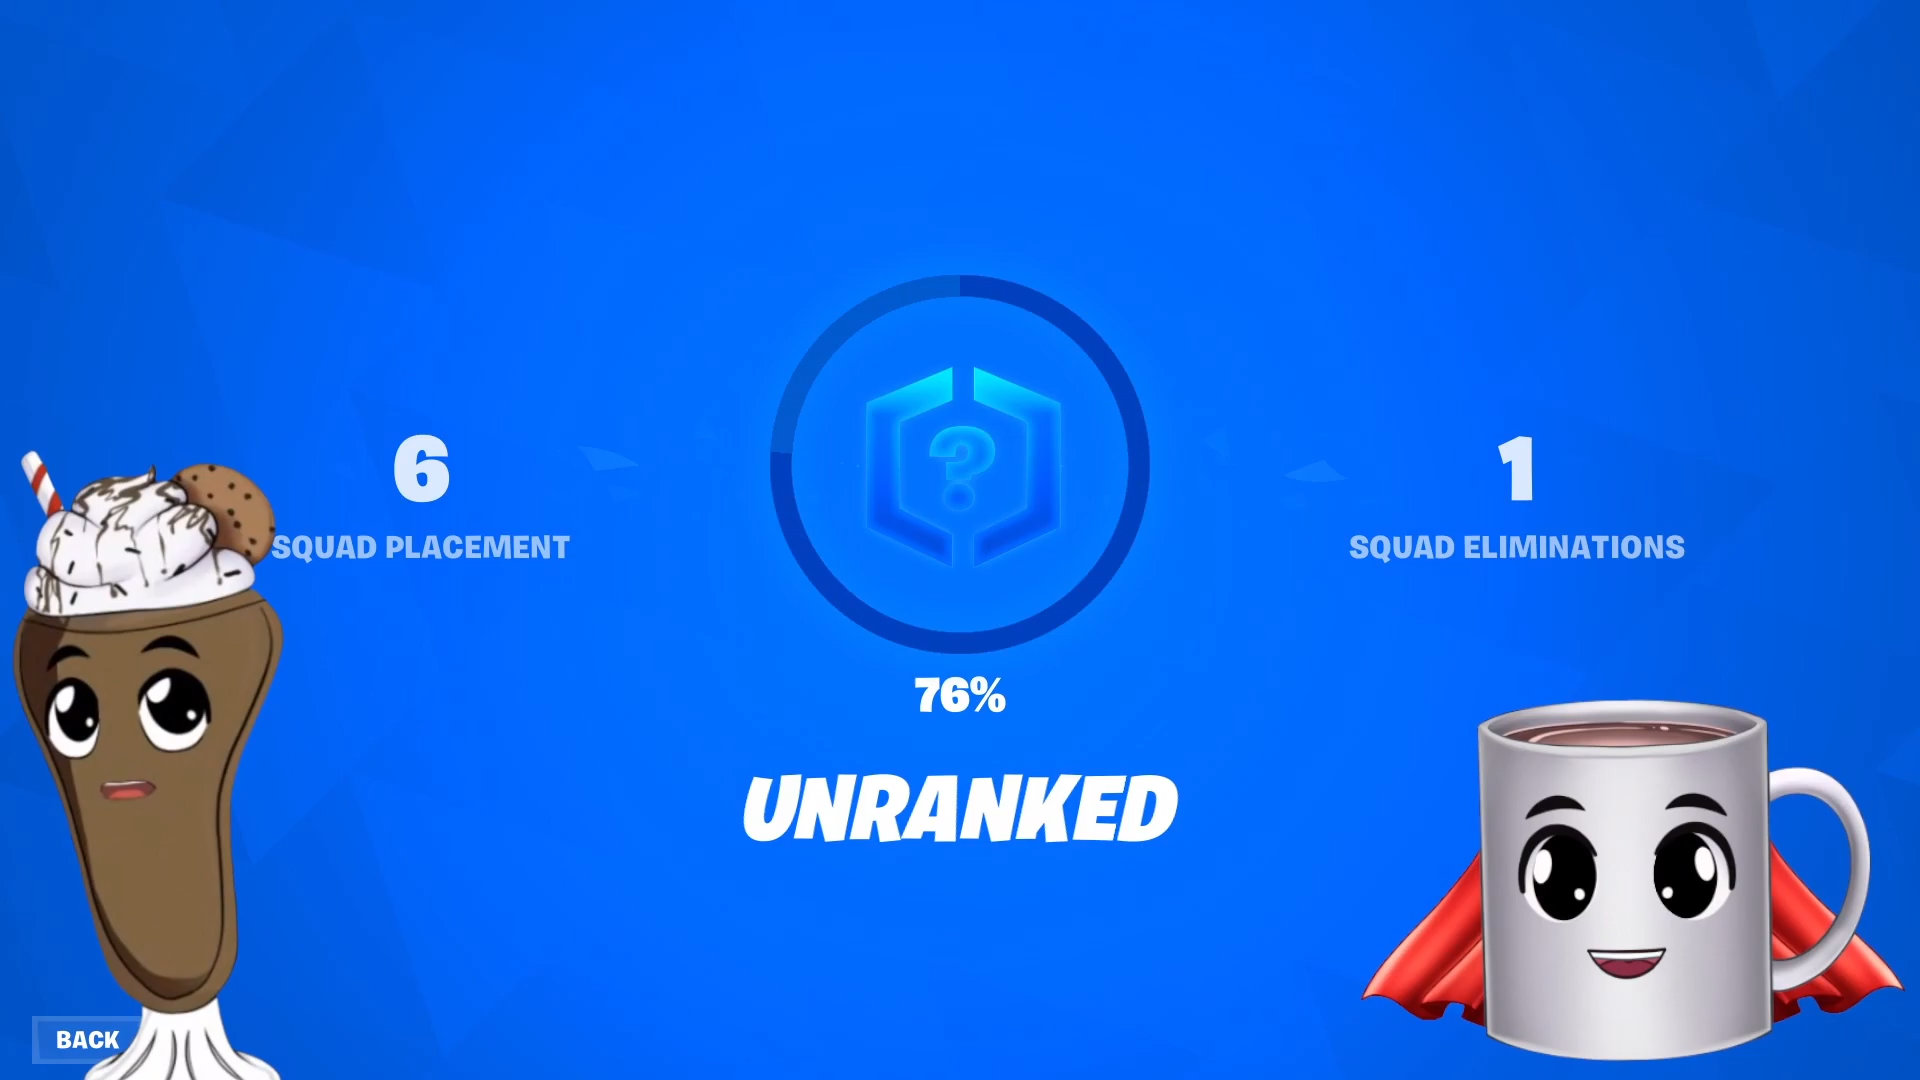 6
SQUAD PLACEMENT
?
76%
UNRANKED
1
SQUAD ELIMINATIONS
BACK